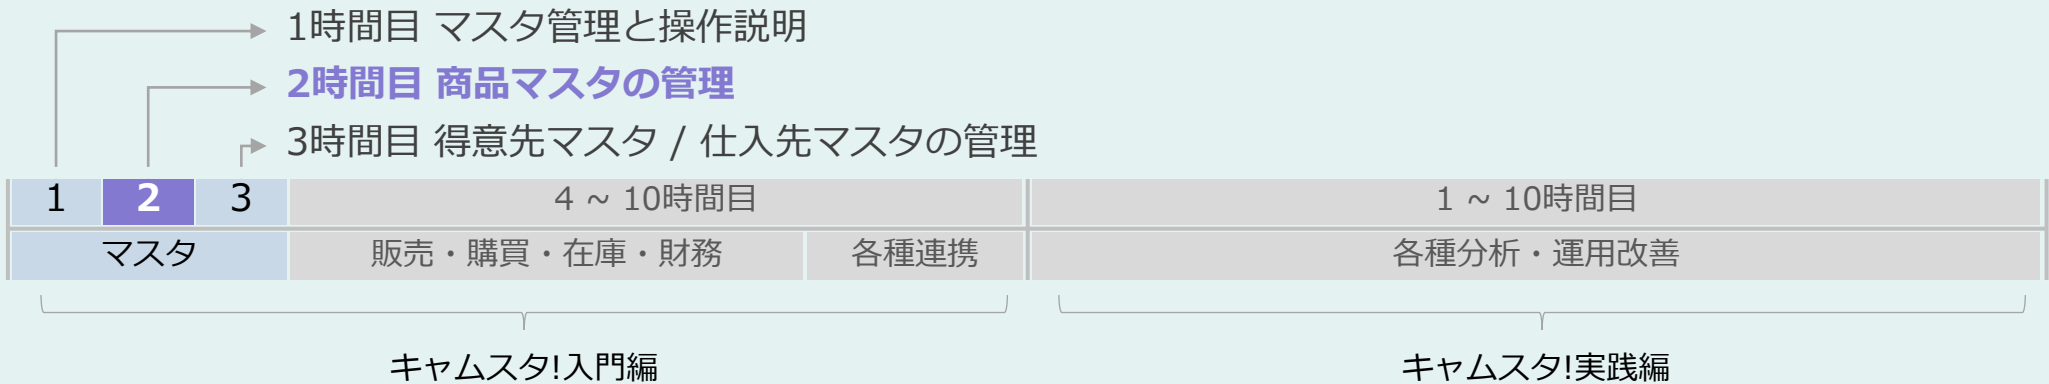 1時間目 マスタ管理と操作説明
2時間目 商品マスタの管理
3時間目 得意先マスタ / 仕入先マスタの管理
1 2 3 4 ~ 10時間目 1 ~ 10時間目
マスタ 販売・購買・在庫・財務 各種連携 各種分析・運用改善
キャムスタ!入門編 キャムスタ!実践編